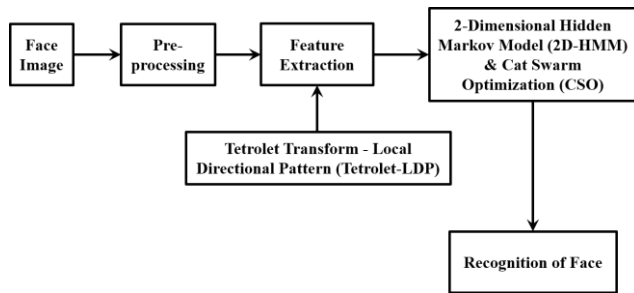 Face
Image
Pre-
processing
Feature
Extraction
2-Dimensional Hidden
Markov Model (2D-HMM)
& Cat Swarm
Optimization (CSO)
Tetrolet Transform - Local
Directional Pattern (Tetrolet-LDP)
Recognition of Face